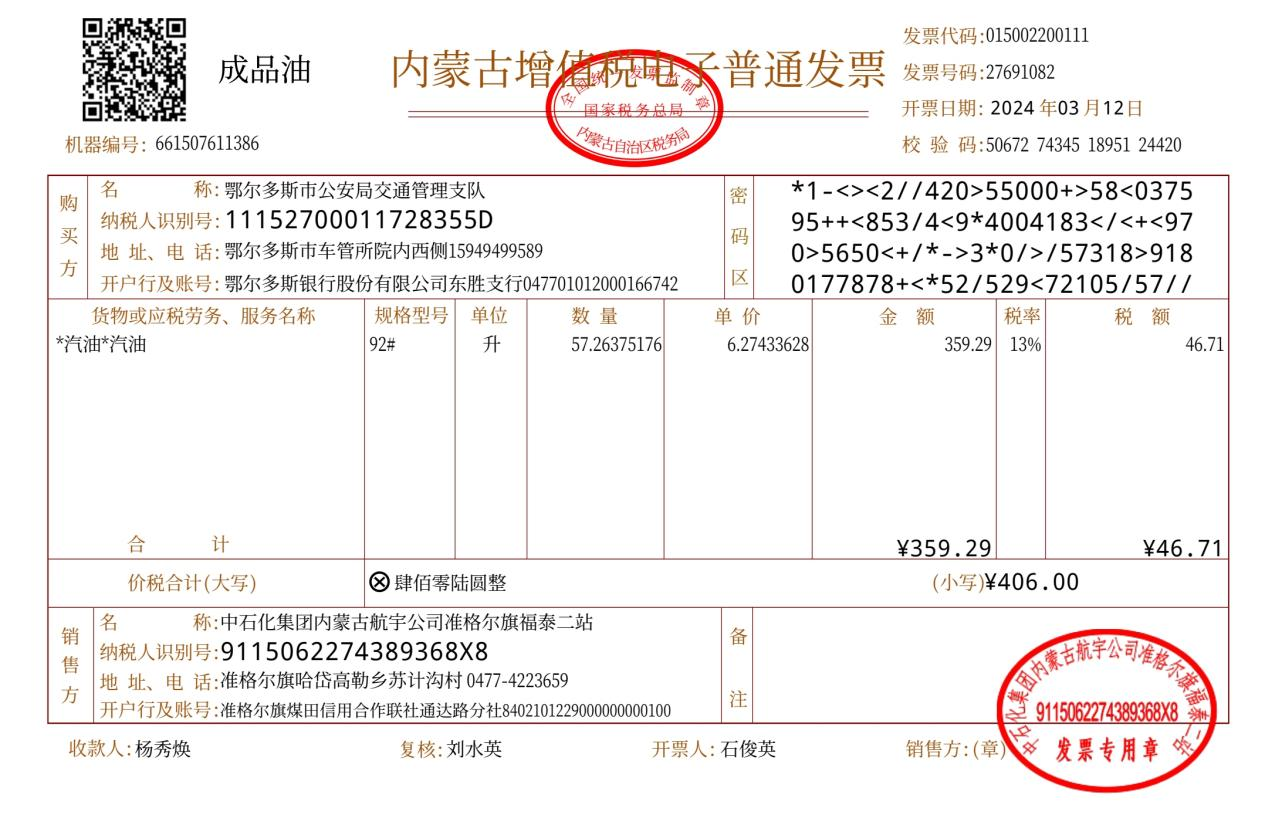 成品油
内蒙古增值税电子普通发票
全国统一发票监制章
国家税务总局
内蒙古自治区税务局
发票代码:015002200111
发票号码:27691082
开票日期: 2024 年03 月12日
校 验 码:50672 74345 18951 24420
机器编号: 661507611386
购买方
名 称: 鄂尔多斯市公安局交通管理支队
纳税人识别号: 11152700011728355D
地 址、电 话: 鄂尔多斯市车管所院内西侧15949499589
开户行及账号: 鄂尔多斯银行股份有限公司东胜支行047701012000166742
密码区
*1-<><2//420>55000+>58<0375
95++<853/4<9*4004183</<+<97
0>5650<+/*->3*0/>/57318>918
0177878+<*52/529<72105/57//
货物或应税劳务、服务名称 规格型号 单位 数 量 单 价 金 额 税率 税 额
*汽油*汽油 92# 升 57.26375176 6.27433628 359.29 13% 46.71
合 计 ¥359.29 ¥46.71
价税合计(大写) ⊗肆佰零陆圆整 (小写)¥406.00
销售方
名 称:中石化集团内蒙古航宇公司准格尔旗福泰二站
纳税人识别号:9115062274389368X8
地 址、电 话:准格尔旗哈岱高勒乡苏计沟村 0477-4223659
开户行及账号:准格尔旗煤田信用合作联社通达路分社8402101229000000000100
备注
收款人: 杨秀焕 复核: 刘水英 开票人: 石俊英 销售方: (章)
中石化集团内蒙古航宇公司准格尔旗福泰二站
9115062274389368X8
发票专用章